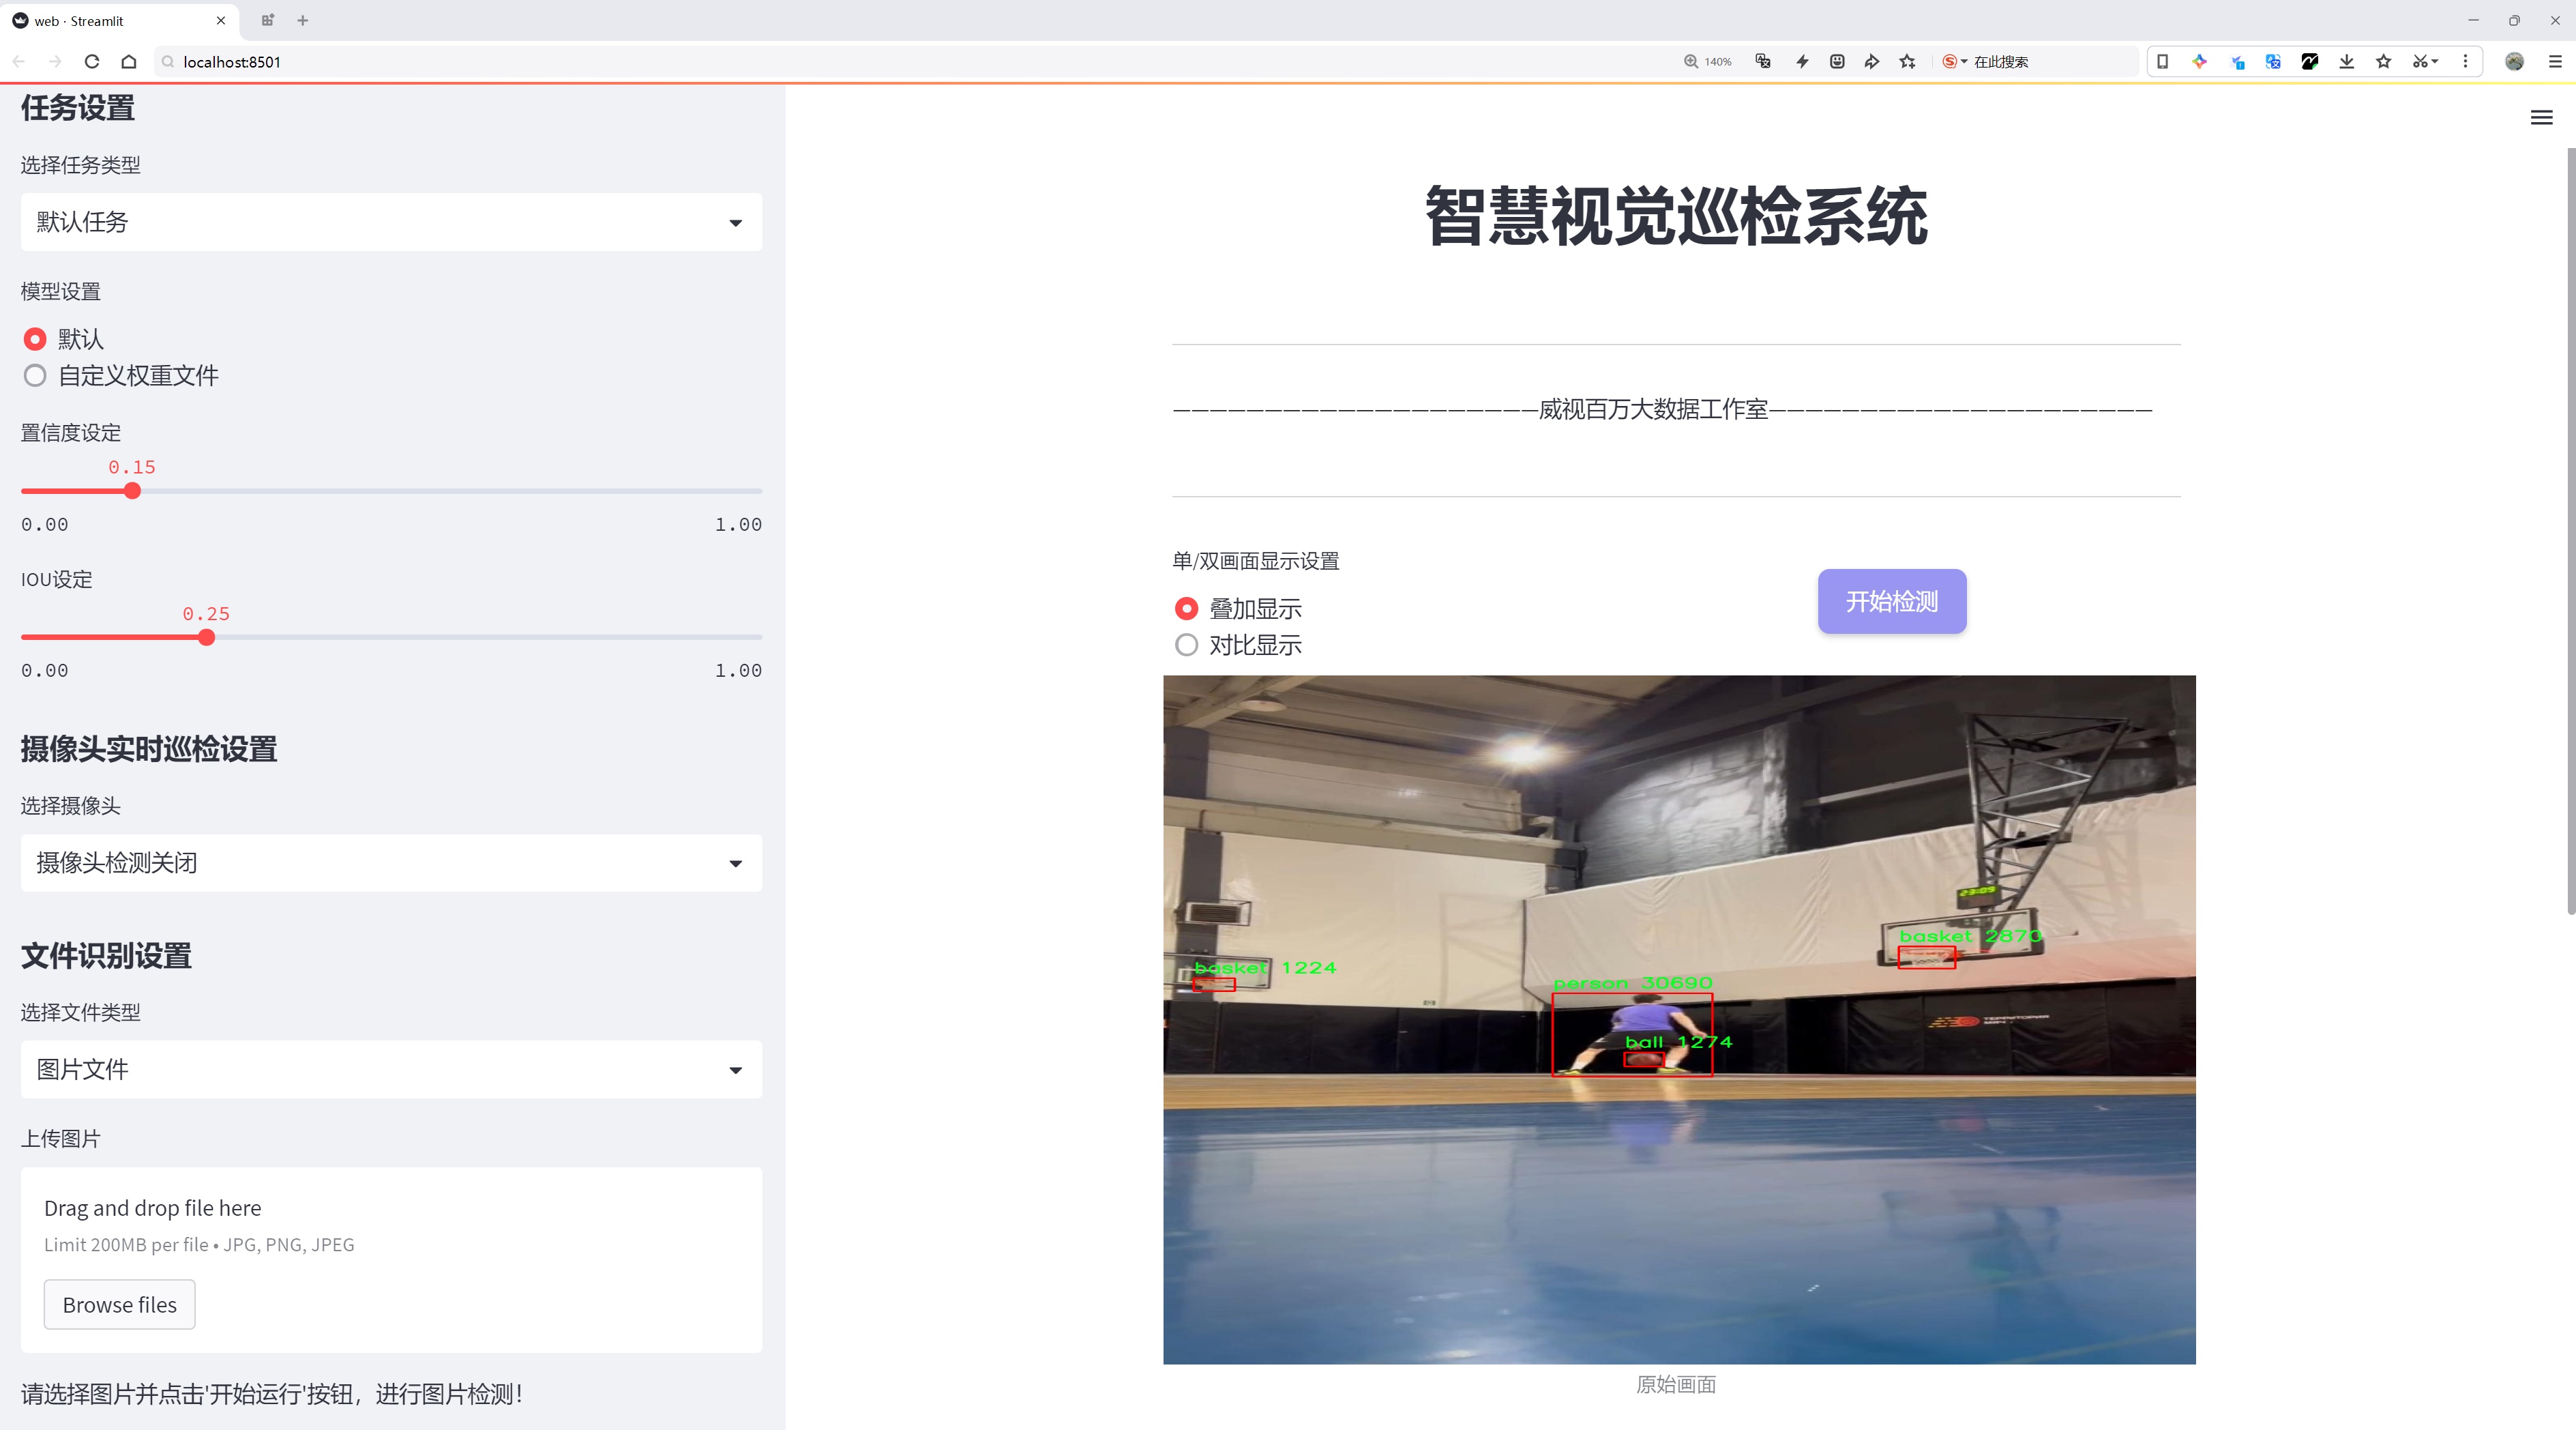 web · Streamlit
localhost:8501
140%
在此搜索
任务设置
选择任务类型
默认任务
模型设置
默认
自定义权重文件
置信度设定
0.15
0.00
1.00
IOU设定
0.25
0.00
1.00
摄像头实时巡检设置
选择摄像头
摄像头检测关闭
文件识别设置
选择文件类型
图片文件
上传图片
Drag and drop file here
Limit 200MB per file • JPG, PNG, JPEG
Browse files
请选择图片并点击'开始运行'按钮，进行图片检测！
智慧视觉巡检系统
————————————————————威视百万大数据工作室—————————————————————
单/双画面显示设置
叠加显示
对比显示
开始检测
23:09
basket 2870
basket 1224
person 30690
ball 1274
ТЕРРИТОРИЯ
原始画面